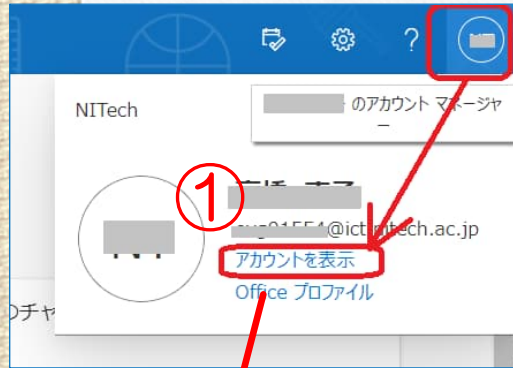 ?
NITech
のアカウント マネージャ
ー
①
@ict.nitech.ac.jp
アカウントを表示
Office プロファイル
のチャ